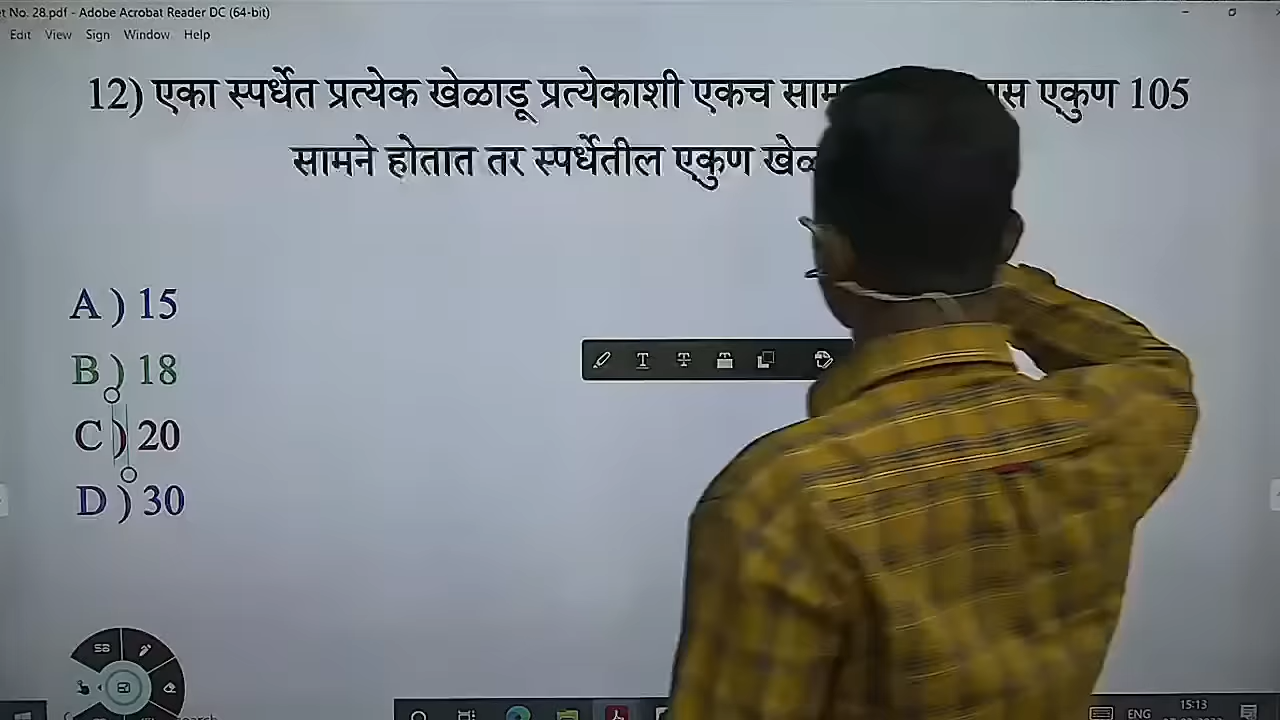 et No. 28.pdf - Adobe Acrobat Reader DC (64-bit)
Edit View Sign Window Help
12) एका स्पर्धेत प्रत्येक खेळाडू प्रत्येकाशी एकच एकुण 105
सामने होतात तर स्पर्धेतील एकुण
A ) 15
B ) 18
C ) 20
D ) 30
ENG
15:13